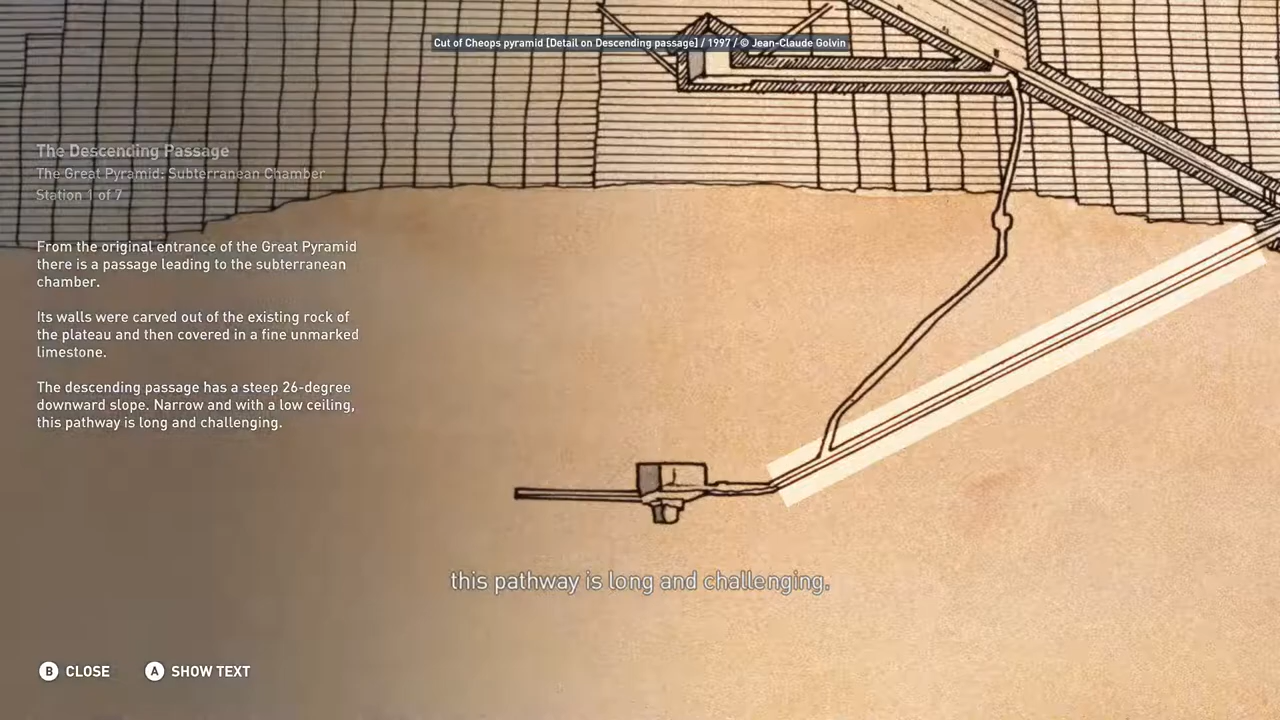 Cut of Cheops pyramid [Detail on Descending passage] / 1997 / © Jean-Claude Golvin
The Descending Passage
The Great Pyramid: Subterranean Chamber
Station 1 of 7
From the original entrance of the Great Pyramid
there is a passage leading to the subterranean
chamber.
Its walls were carved out of the existing rock of
the plateau and then covered in a fine unmarked
limestone.
The descending passage has a steep 26-degree
downward slope. Narrow and with a low ceiling,
this pathway is long and challenging.
this pathway is long and challenging.
B CLOSE A SHOW TEXT